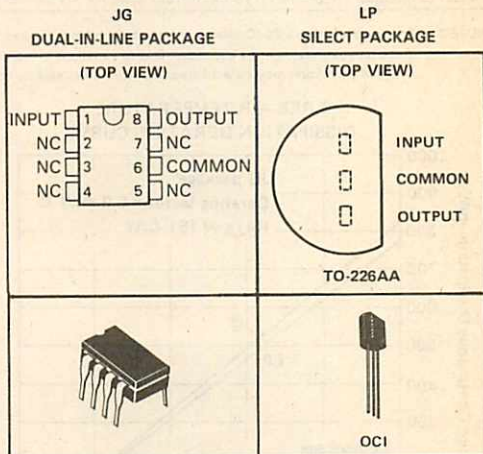 JG
DUAL-IN-LINE PACKAGE
(TOP VIEW)
INPUT 1 8 OUTPUT
NC 2 7 NC
NC 3 6 COMMON
NC 4 5 NC
LP
SILECT PACKAGE
(TOP VIEW)
INPUT
COMMON
OUTPUT
TO-226AA
OCI